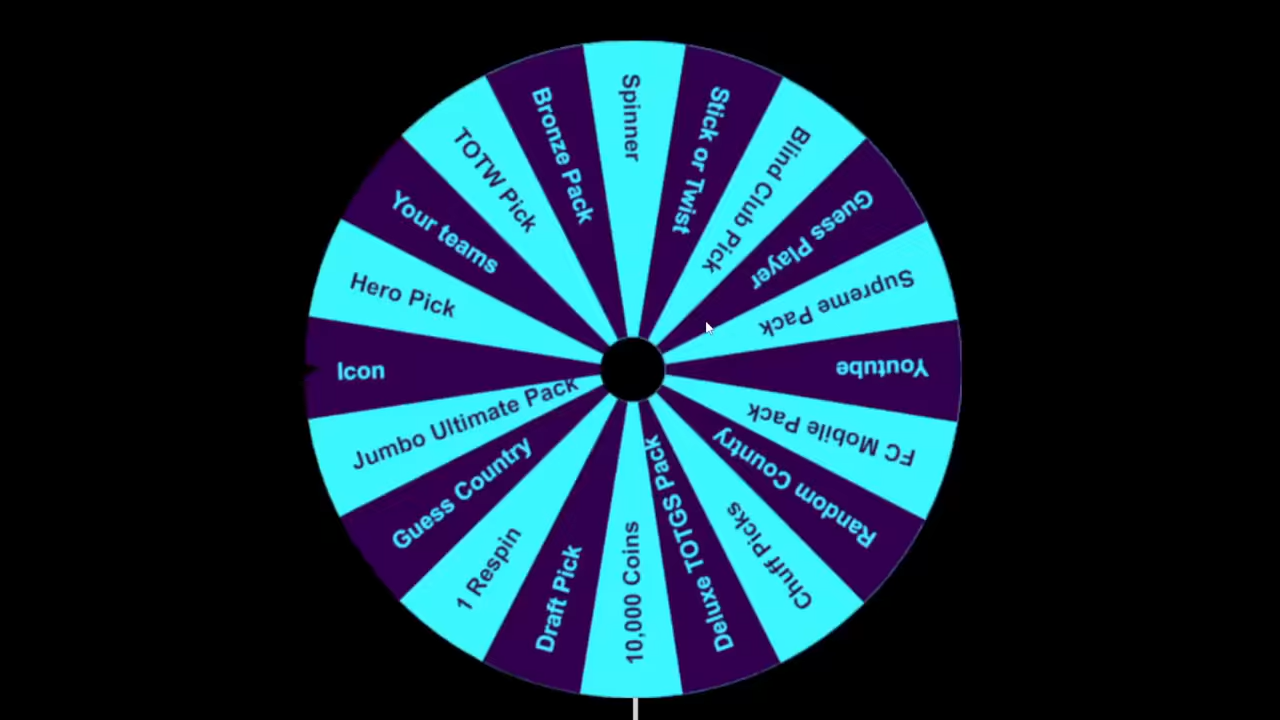 Spinner
Stick or Twist
Blind Club Pick
Guess Player
Supreme Pack
Youtube
FC Mobile Pack
Random Country
Chuff Picks
Deluxe TOTGS Pack
10,000 Coins
Draft Pick
1 Respin
Guess Country
Jumbo Ultimate Pack
Icon
Hero Pick
Your teams
TOTW Pick
Bronze Pack